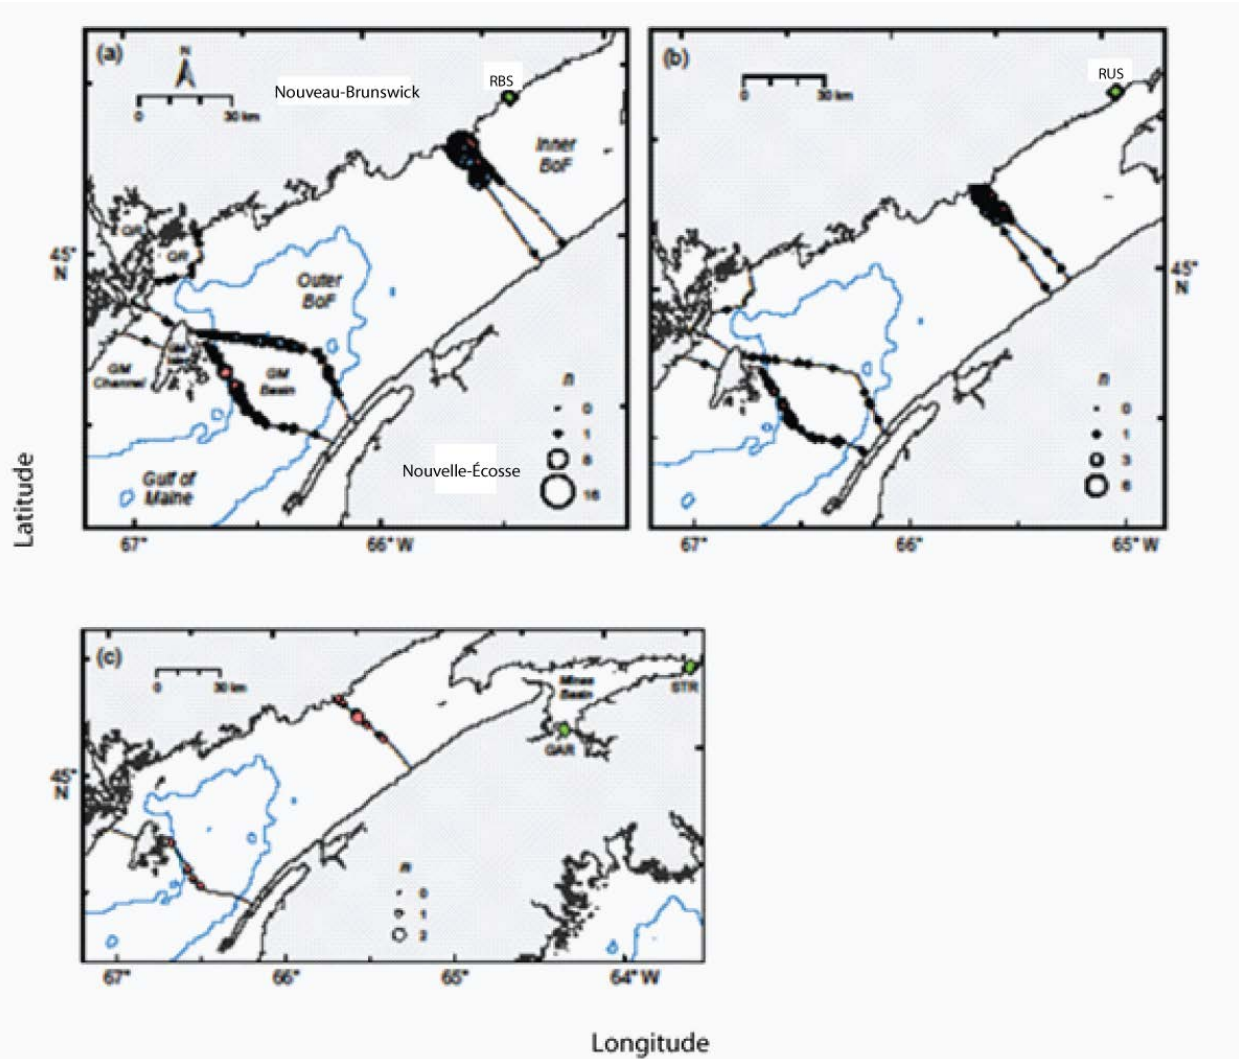 (a)
N
0 30 km
Nouveau-Brunswick
RBS
Inner
BoF
QR
45°
N
Outer
BoF
GM
Channel
GM
Basin
n
0
1
8
16
Nouvelle-Écosse
Gulf of
Maine
67° 66° W
(b)
0 30 km
RUS
45°
N
n
0
1
3
6
67° 66° 65° W
Latitude
(c)
0 30 km
Minas
Basin
STR
GAR
45°
N
n
0
1
2
67° 66° 65° 64° W
Longitude